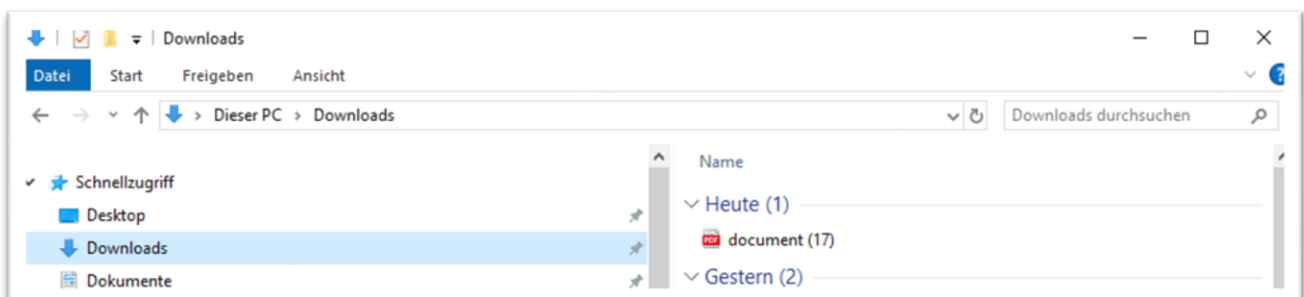 Downloads
Datei Start Freigeben Ansicht
Dieser PC > Downloads
Downloads durchsuchen
Schnellzugriff
Desktop
Downloads
Dokumente
Name
Heute (1)
PDF document (17)
Gestern (2)